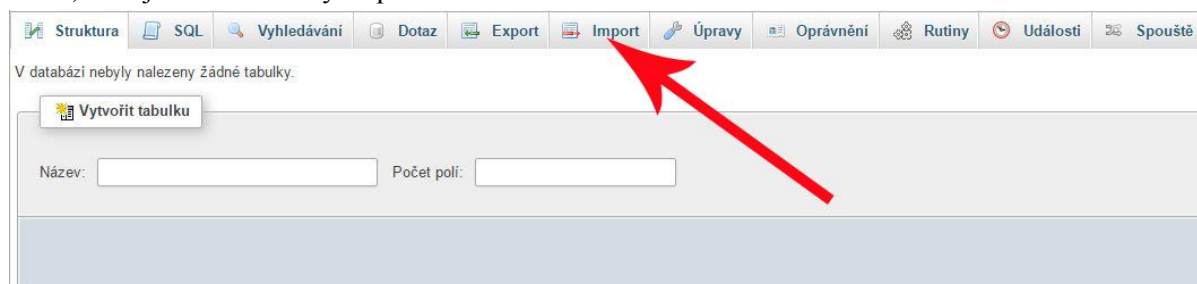 Struktura SQL Vyhledávání Dotaz Export Import Úpravy Oprávnění Rutiny Události Spouště
V databázi nebyly nalezeny žádné tabulky.
Vytvořit tabulku
Název: Počet polí: